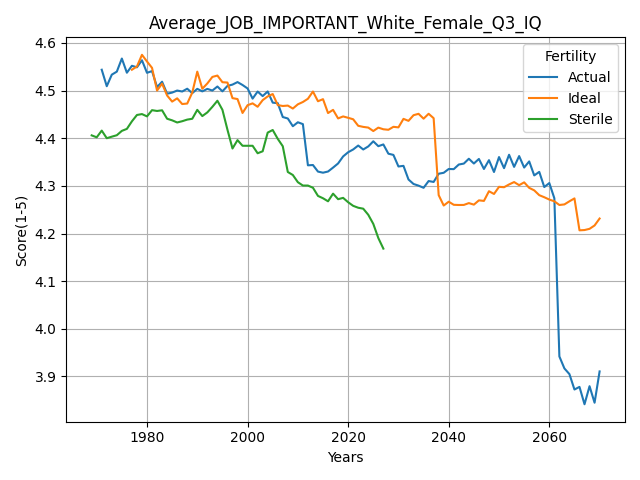 Average_JOB_IMPORTANT_White_Female_Q3_IQ
Fertility
Actual
Ideal
Sterile
Score(1-5)
4.6
4.5
4.4
4.3
4.2
4.1
4.0
3.9
1980 2000 2020 2040 2060
Years